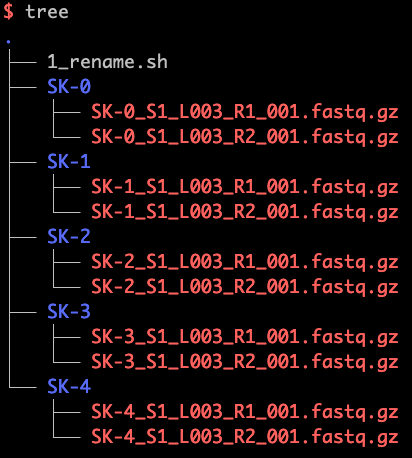 $ tree
.
├── 1_rename.sh
├── SK-0
│   ├── SK-0_S1_L003_R1_001.fastq.gz
│   └── SK-0_S1_L003_R2_001.fastq.gz
├── SK-1
│   ├── SK-1_S1_L003_R1_001.fastq.gz
│   └── SK-1_S1_L003_R2_001.fastq.gz
├── SK-2
│   ├── SK-2_S1_L003_R1_001.fastq.gz
│   └── SK-2_S1_L003_R2_001.fastq.gz
├── SK-3
│   ├── SK-3_S1_L003_R1_001.fastq.gz
│   └── SK-3_S1_L003_R2_001.fastq.gz
└── SK-4
    ├── SK-4_S1_L003_R1_001.fastq.gz
    └── SK-4_S1_L003_R2_001.fastq.gz